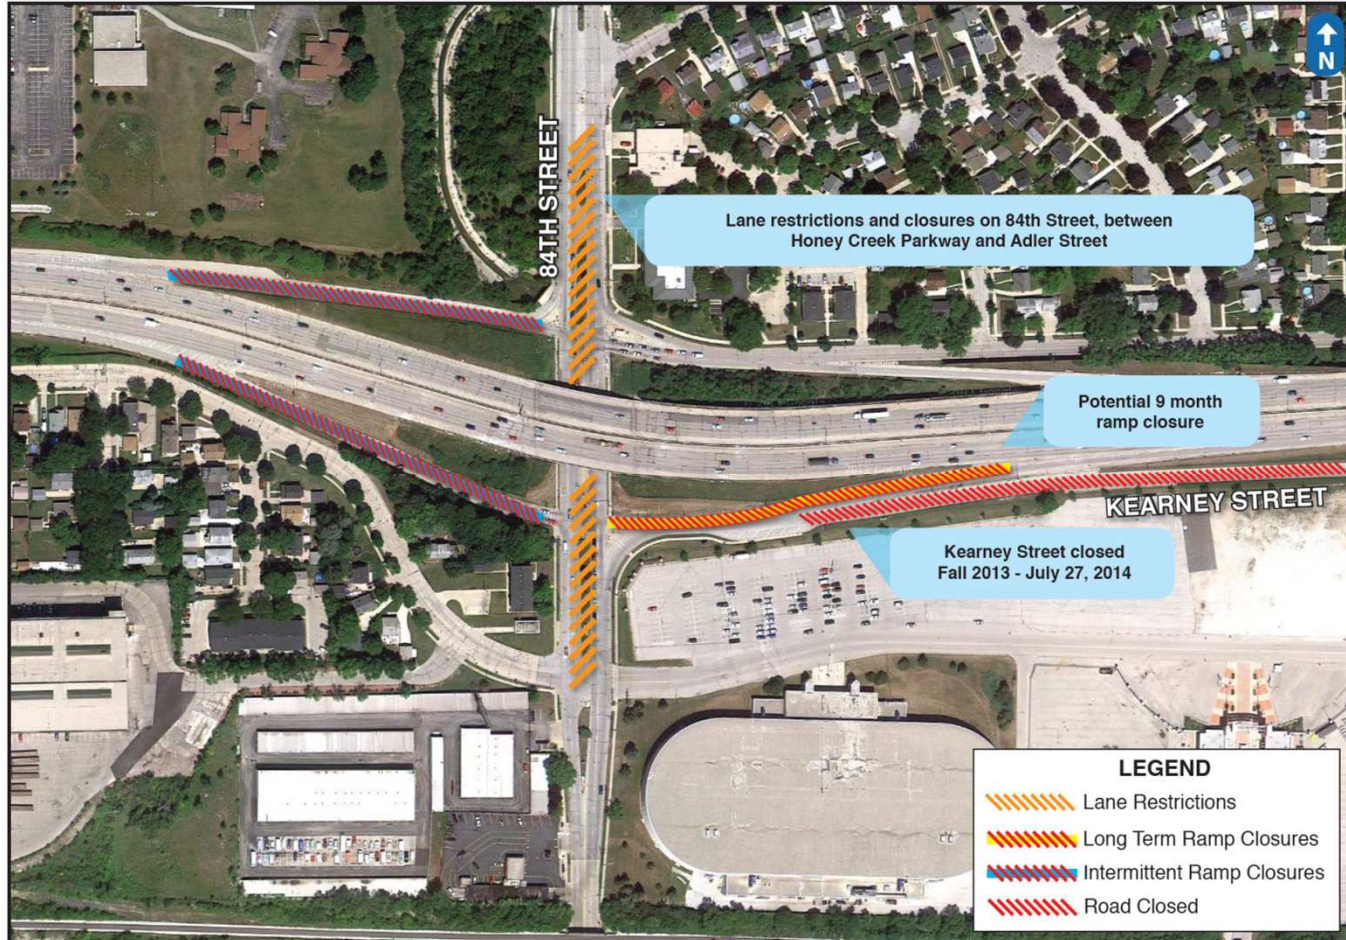 N
84TH STREET
Lane restrictions and closures on 84th Street, between
Honey Creek Parkway and Adler Street
Potential 9 month
ramp closure
KEARNEY STREET
Kearney Street closed
Fall 2013 - July 27, 2014
LEGEND
Lane Restrictions
Long Term Ramp Closures
Intermittent Ramp Closures
Road Closed